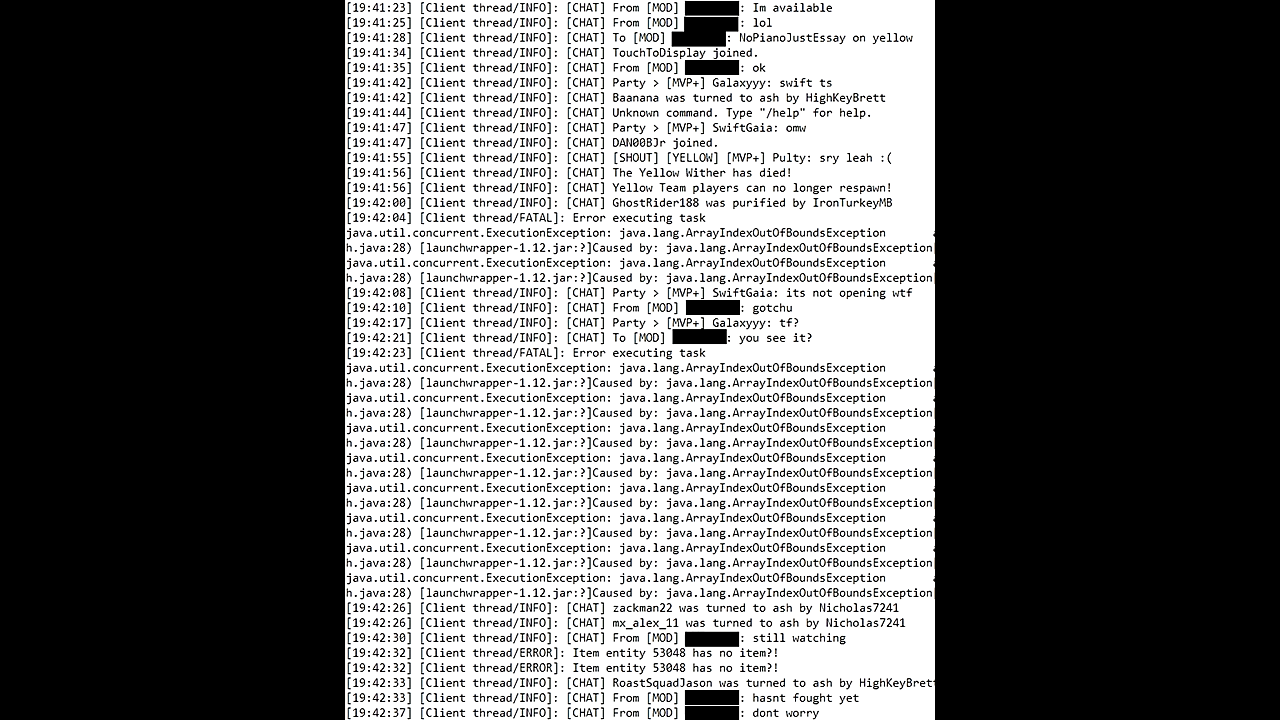 [19:41:23] [Client thread/INFO]: [CHAT] From [MOD] : Im available
[19:41:25] [Client thread/INFO]: [CHAT] From [MOD] : lol
[19:41:28] [Client thread/INFO]: [CHAT] To [MOD] : NoPianoJustEssay on yellow
[19:41:34] [Client thread/INFO]: [CHAT] TouchToDisplay joined.
[19:41:35] [Client thread/INFO]: [CHAT] From [MOD] : ok
[19:41:42] [Client thread/INFO]: [CHAT] Party > [MVP+] Galaxyyy: swift ts
[19:41:42] [Client thread/INFO]: [CHAT] Baanana was turned to ash by HighKeyBrett
[19:41:44] [Client thread/INFO]: [CHAT] Unknown command. Type "/help" for help.
[19:41:47] [Client thread/INFO]: [CHAT] Party > [MVP+] SwiftGaia: omw
[19:41:47] [Client thread/INFO]: [CHAT] DAN00BJr joined.
[19:41:55] [Client thread/INFO]: [CHAT] [SHOUT] [YELLOW] [MVP+] Pulty: sry leah :(
[19:41:56] [Client thread/INFO]: [CHAT] The Yellow Wither has died!
[19:41:56] [Client thread/INFO]: [CHAT] Yellow Team players can no longer respawn!
[19:42:00] [Client thread/INFO]: [CHAT] GhostRider188 was purified by IronTurkeyMB
[19:42:04] [Client thread/FATAL]: Error executing task
java.util.concurrent.ExecutionException: java.lang.ArrayIndexOutOfBoundsException
h.java:28) [launchwrapper-1.12.jar:?]Caused by: java.lang.ArrayIndexOutOfBoundsException
java.util.concurrent.ExecutionException: java.lang.ArrayIndexOutOfBoundsException
h.java:28) [launchwrapper-1.12.jar:?]Caused by: java.lang.ArrayIndexOutOfBoundsException
[19:42:08] [Client thread/INFO]: [CHAT] Party > [MVP+] SwiftGaia: its not opening wtf
[19:42:10] [Client thread/INFO]: [CHAT] From [MOD] : gotchu
[19:42:17] [Client thread/INFO]: [CHAT] Party > [MVP+] Galaxyyy: tf?
[19:42:21] [Client thread/INFO]: [CHAT] To [MOD] : you see it?
[19:42:23] [Client thread/FATAL]: Error executing task
java.util.concurrent.ExecutionException: java.lang.ArrayIndexOutOfBoundsException
h.java:28) [launchwrapper-1.12.jar:?]Caused by: java.lang.ArrayIndexOutOfBoundsException
java.util.concurrent.ExecutionException: java.lang.ArrayIndexOutOfBoundsException
h.java:28) [launchwrapper-1.12.jar:?]Caused by: java.lang.ArrayIndexOutOfBoundsException
java.util.concurrent.ExecutionException: java.lang.ArrayIndexOutOfBoundsException
h.java:28) [launchwrapper-1.12.jar:?]Caused by: java.lang.ArrayIndexOutOfBoundsException
java.util.concurrent.ExecutionException: java.lang.ArrayIndexOutOfBoundsException
h.java:28) [launchwrapper-1.12.jar:?]Caused by: java.lang.ArrayIndexOutOfBoundsException
java.util.concurrent.ExecutionException: java.lang.ArrayIndexOutOfBoundsException
h.java:28) [launchwrapper-1.12.jar:?]Caused by: java.lang.ArrayIndexOutOfBoundsException
java.util.concurrent.ExecutionException: java.lang.ArrayIndexOutOfBoundsException
h.java:28) [launchwrapper-1.12.jar:?]Caused by: java.lang.ArrayIndexOutOfBoundsException
java.util.concurrent.ExecutionException: java.lang.ArrayIndexOutOfBoundsException
h.java:28) [launchwrapper-1.12.jar:?]Caused by: java.lang.ArrayIndexOutOfBoundsException
java.util.concurrent.ExecutionException: java.lang.ArrayIndexOutOfBoundsException
h.java:28) [launchwrapper-1.12.jar:?]Caused by: java.lang.ArrayIndexOutOfBoundsException
[19:42:26] [Client thread/INFO]: [CHAT] zackman22 was turned to ash by Nicholas7241
[19:42:26] [Client thread/INFO]: [CHAT] mx_alex_11 was turned to ash by Nicholas7241
[19:42:30] [Client thread/INFO]: [CHAT] From [MOD] : still watching
[19:42:32] [Client thread/ERROR]: Item entity 53048 has no item?!
[19:42:32] [Client thread/ERROR]: Item entity 53048 has no item?!
[19:42:33] [Client thread/INFO]: [CHAT] RoastSquadJason was turned to ash by HighKeyBrett
[19:42:33] [Client thread/INFO]: [CHAT] From [MOD] : hasnt fought yet
[19:42:37] [Client thread/INFO]: [CHAT] From [MOD] : dont worry